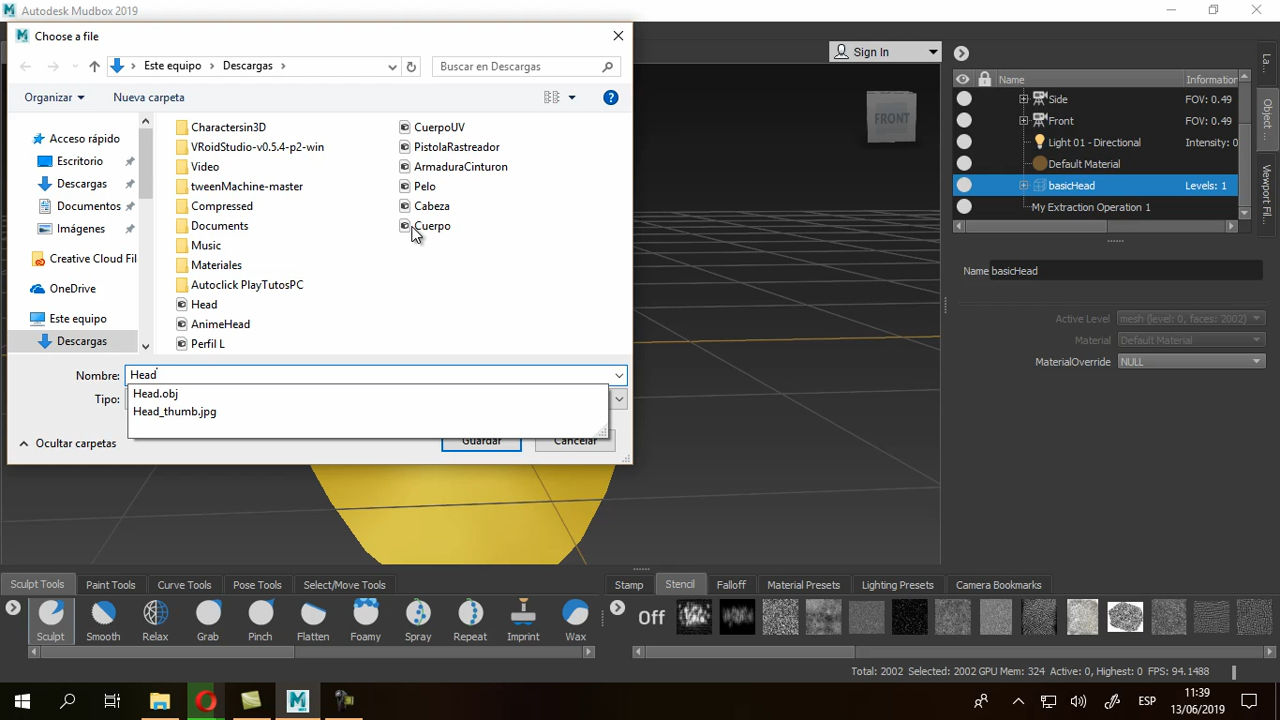 Autodesk Mudbox 2019
Choose a file
Este equipo
Descargas
Buscar en Descargas
Sign In
Organizar
Nueva carpeta
Acceso rápido
Escritorio
Descargas
Documentos
Imágenes
Creative Cloud Fil
OneDrive
Este equipo
Descargas
Charactersin3D
VRoidStudio-v0.5.4-p2-win
Video
tweenMachine-master
Compressed
Documents
Music
Materiales
Autoclick PlayTutosPC
Head
AnimeHead
Perfil L
CuerpoUV
PistolaRastreador
ArmaduraCinturon
Pelo
Cabeza
Cuerpo
Nombre: Head
Head.obj
Head_thumb.jpg
Tipo:
Ocultar carpetas
Guardar
Cancelar
FRONT
Name Information
Side FOV: 0.49
Front FOV: 0.49
Light 01 - Directional Intensity: 0
Default Material
basicHead Levels: 1
My Extraction Operation 1
La...
Object ...
Viewport Fil...
Name basicHead
Active Level mesh (level: 0, faces: 2002)
Material Default Material
MaterialOverride NULL
Sculpt Tools Paint Tools Curve Tools Pose Tools Select/Move Tools
Stamp Stencil Falloff Material Presets Lighting Presets Camera Bookmarks
Sculpt Smooth Relax Grab Pinch Flatten Foamy Spray Repeat Imprint Wax
Off
Total: 2002 Selected: 2002 GPU Mem: 324 Active: 0, Highest: 0 FPS: 94.1488
ESP
11:39
13/06/2019